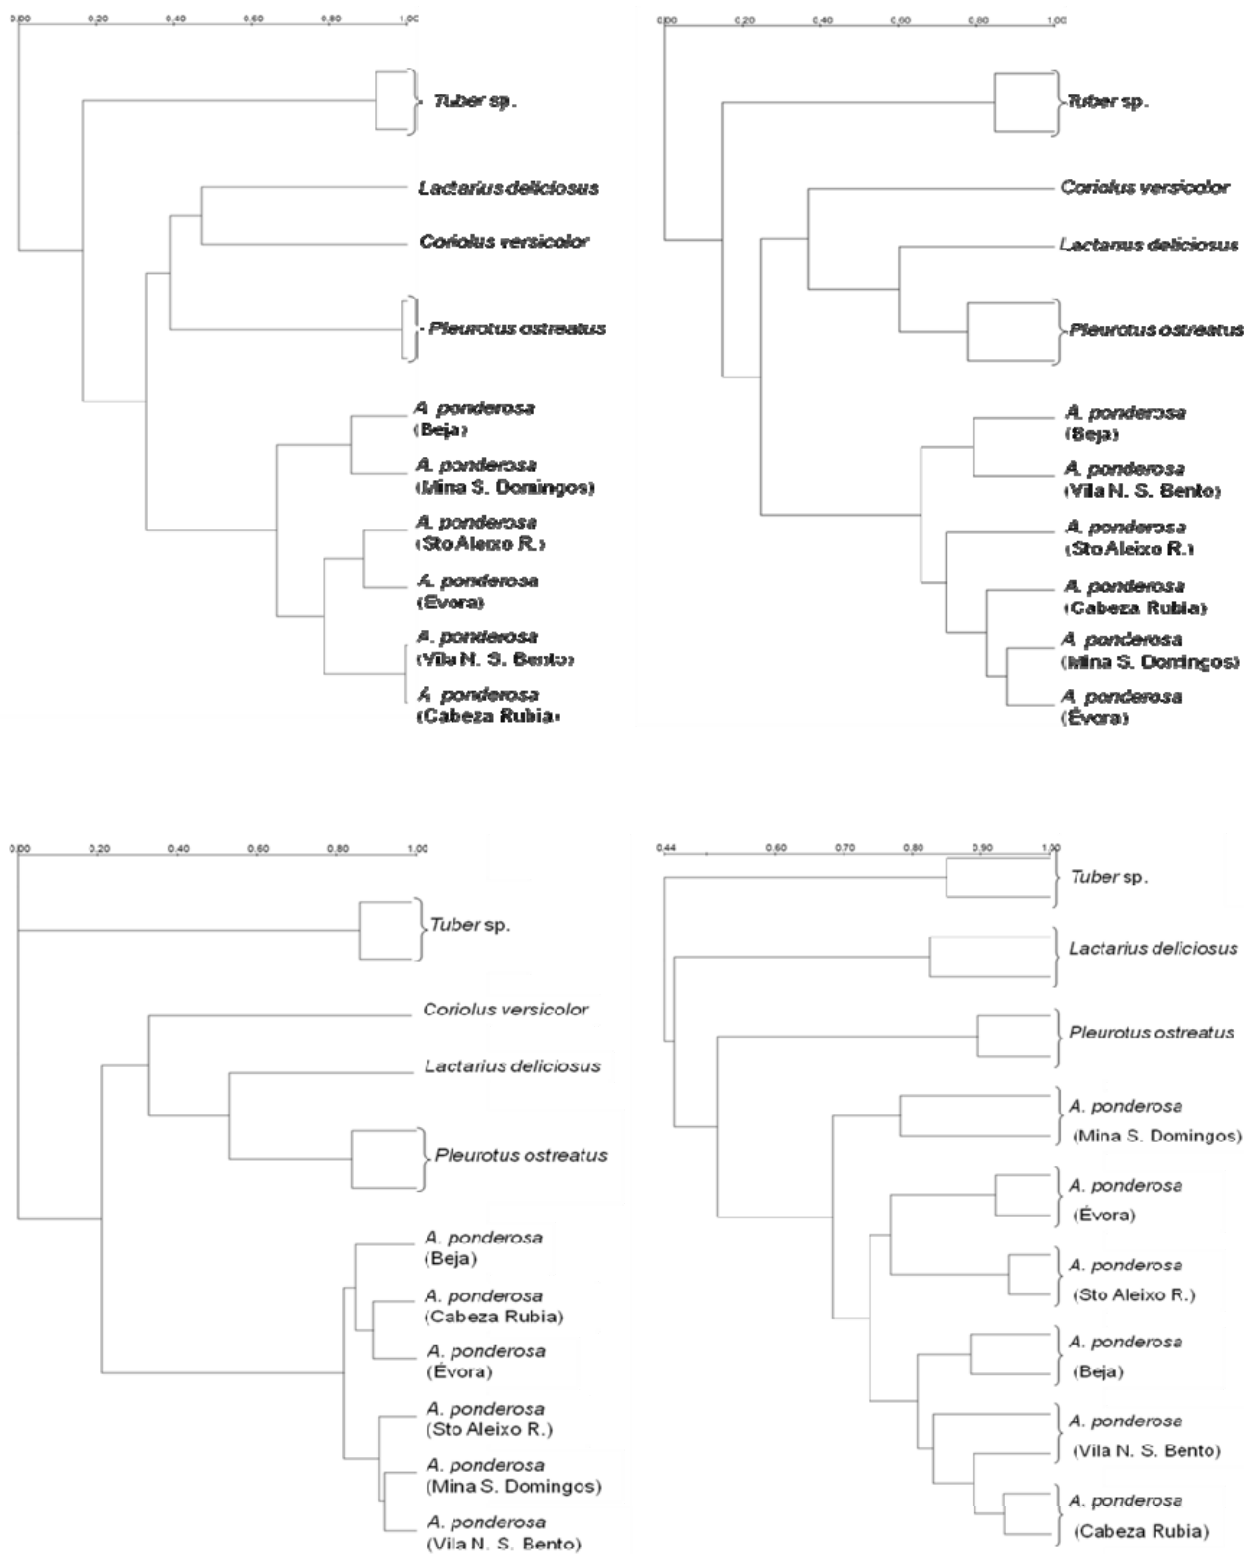 0,00 0,20 0,40 0,60 0,80 1,00
Tuber sp.
Lactarius deliciosus
Coriolus versicolor
Pleurotus ostreatus
A. ponderosa
(Beja)
A. ponderosa
(Mina S. Domingos)
A. ponderosa
(Sto Aleixo R.)
A. ponderosa
(Évora)
A. ponderosa
(Vila N. S. Bento)
A. ponderosa
(Cabeza Rubia)
0,00 0,20 0,40 0,60 0,80 1,00
Tuber sp.
Coriolus versicolor
Lactarius deliciosus
Pleurotus ostreatus
A. ponderosa
(Beja)
A. ponderosa
(Vila N. S. Bento)
A. ponderosa
(Sto Aleixo R.)
A. ponderosa
(Cabeza Rubia)
A. ponderosa
(Mina S. Domingos)
A. ponderosa
(Évora)
0,00 0,20 0,40 0,60 0,80 1,00
Tuber sp.
Coriolus versicolor
Lactarius deliciosus
Pleurotus ostreatus
A. ponderosa
(Beja)
A. ponderosa
(Cabeza Rubia)
A. ponderosa
(Évora)
A. ponderosa
(Sto Aleixo R.)
A. ponderosa
(Mina S. Domingos)
A. ponderosa
(Vila N. S. Bento)
0,44 0,60 0,70 0,80 0,90 1,00
Tuber sp.
Lactarius deliciosus
Pleurotus ostreatus
A. ponderosa
(Mina S. Domingos)
A. ponderosa
(Évora)
A. ponderosa
(Sto Aleixo R.)
A. ponderosa
(Beja)
A. ponderosa
(Vila N. S. Bento)
A. ponderosa
(Cabeza Rubia)